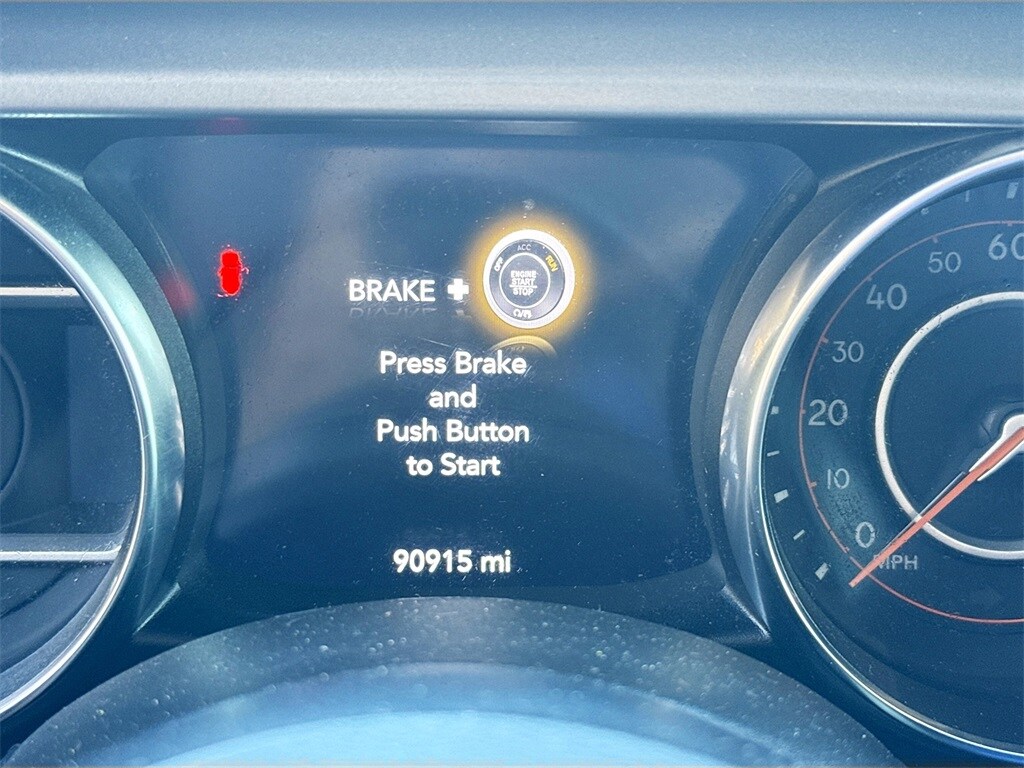 ACC
OFF
RUN
ENGINE
START
STOP
BRAKE
Press Brake
and
Push Button
to Start
90915 mi
60
50
40
30
20
10
0
MPH